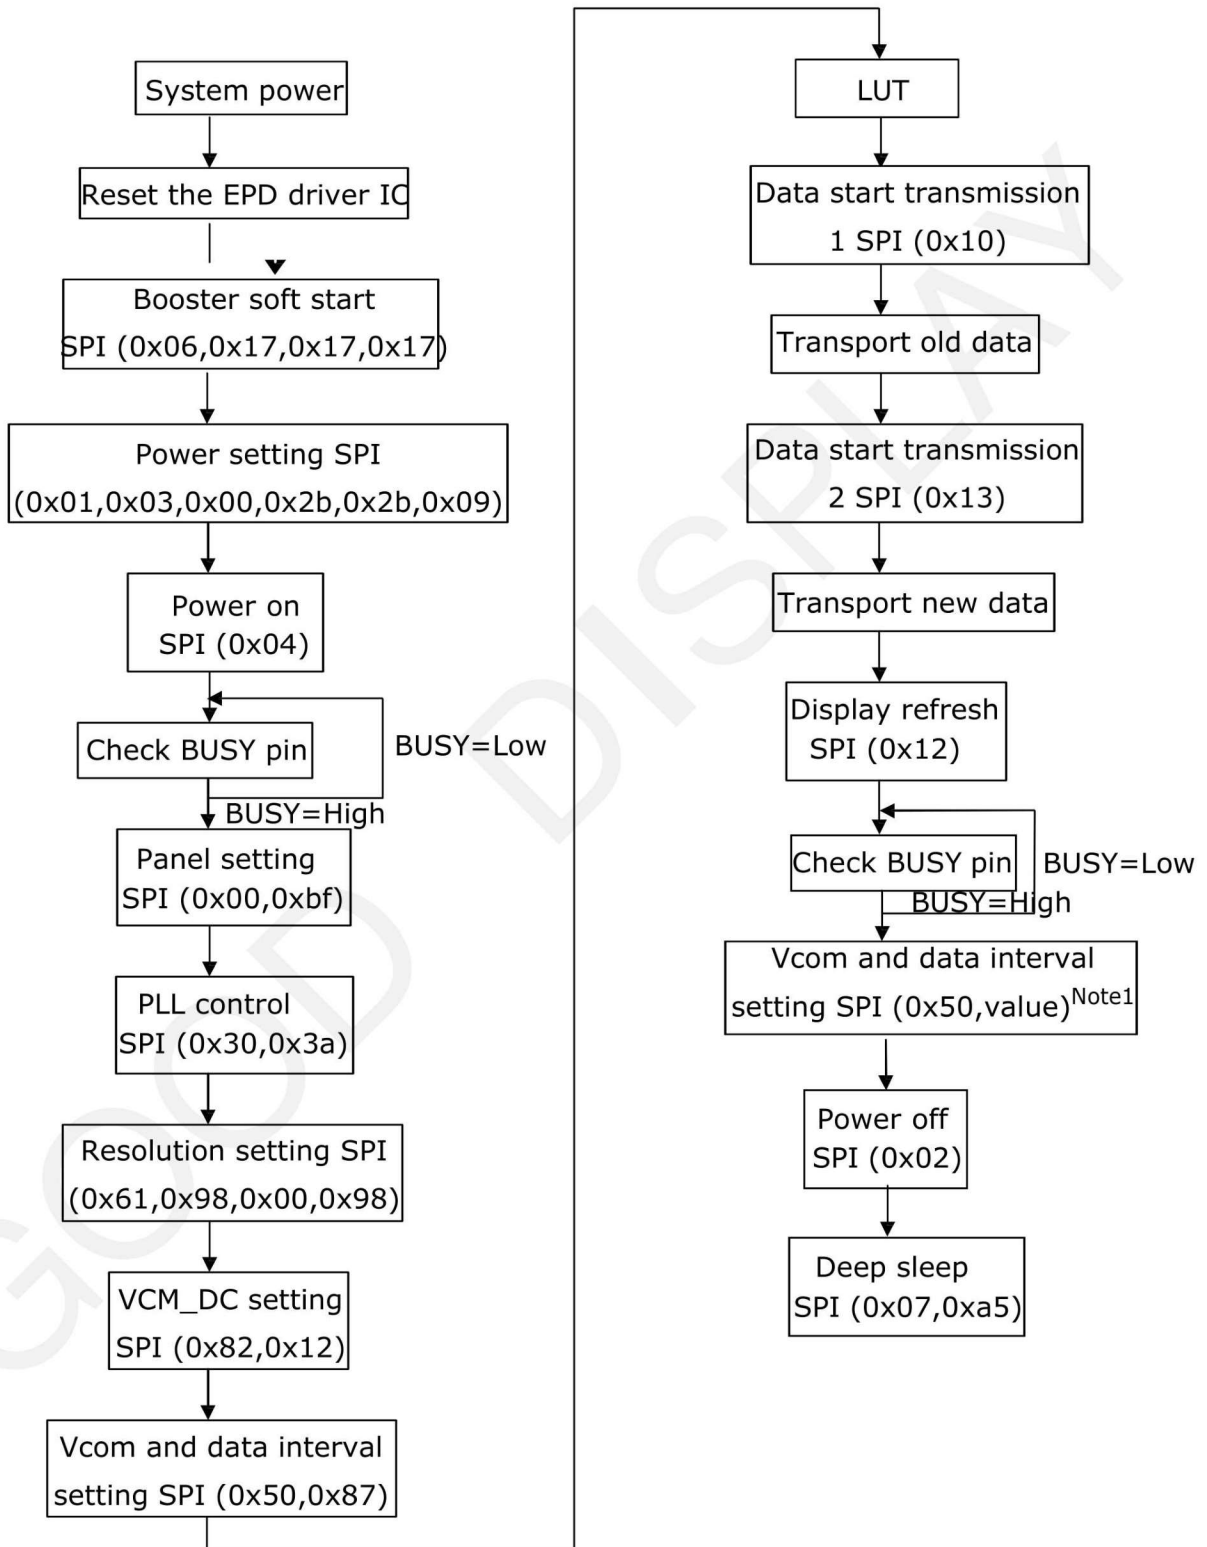 System power
Reset the EPD driver IC
Booster soft start
SPI (0x06,0x17,0x17,0x17)
Power setting SPI
(0x01,0x03,0x00,0x2b,0x2b,0x09)
Power on
SPI (0x04)
Check BUSY pin
BUSY=Low
BUSY=High
Panel setting
SPI (0x00,0xbf)
PLL control
SPI (0x30,0x3a)
Resolution setting SPI
(0x61,0x98,0x00,0x98)
VCM_DC setting
SPI (0x82,0x12)
Vcom and data interval
setting SPI (0x50,0x87)
LUT
Data start transmission
1 SPI (0x10)
Transport old data
Data start transmission
2 SPI (0x13)
Transport new data
Display refresh
SPI (0x12)
Check BUSY pin
BUSY=Low
BUSY=High
Vcom and data interval
setting SPI (0x50,value)Note1
Power off
SPI (0x02)
Deep sleep
SPI (0x07,0xa5)
GOOD DISPLAY